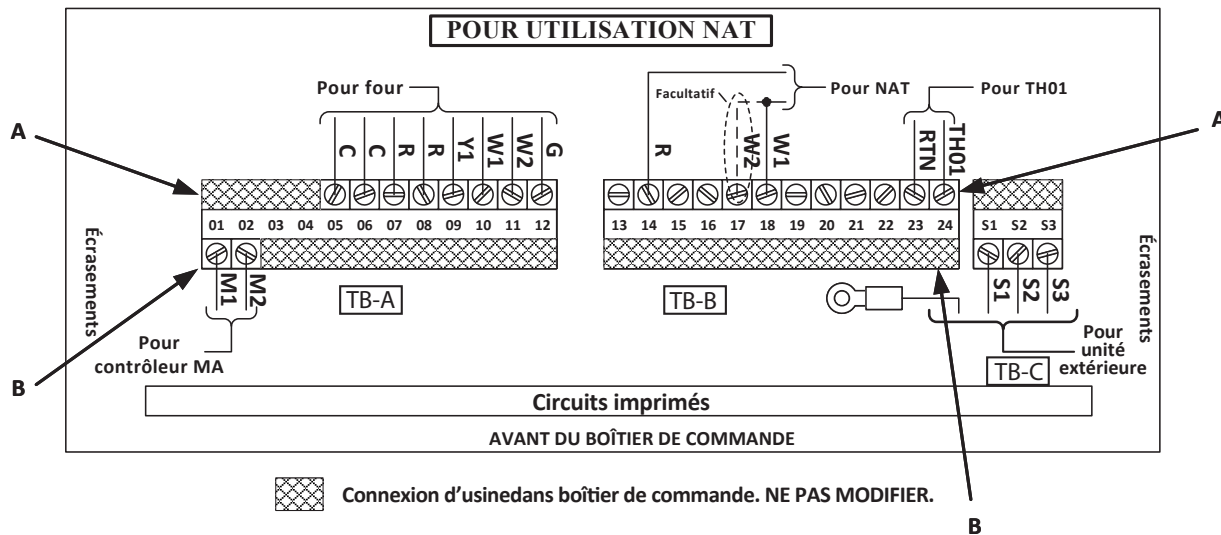 POUR UTILISATION NAT
Pour four
Facultatif
Pour NAT
Pour TH01
A
A
C
C
R
R
Y1
W1
W2
G
R
W2
W1
RTN
TH01
01 02 03 04 05 06 07 08 09 10 11 12
13 14 15 16 17 18 19 20 21 22 23 24
S1 S2 S3
Écrasements
Écrasements
M1
M2
TB-A
TB-B
S1
S2
S3
Pour
contrôleur MA
Pour
unité
extérieure
TB-C
B
Circuits imprimés
AVANT DU BOÎTIER DE COMMANDE
Connexion d'usinedans boîtier de commande. NE PAS MODIFIER.
B